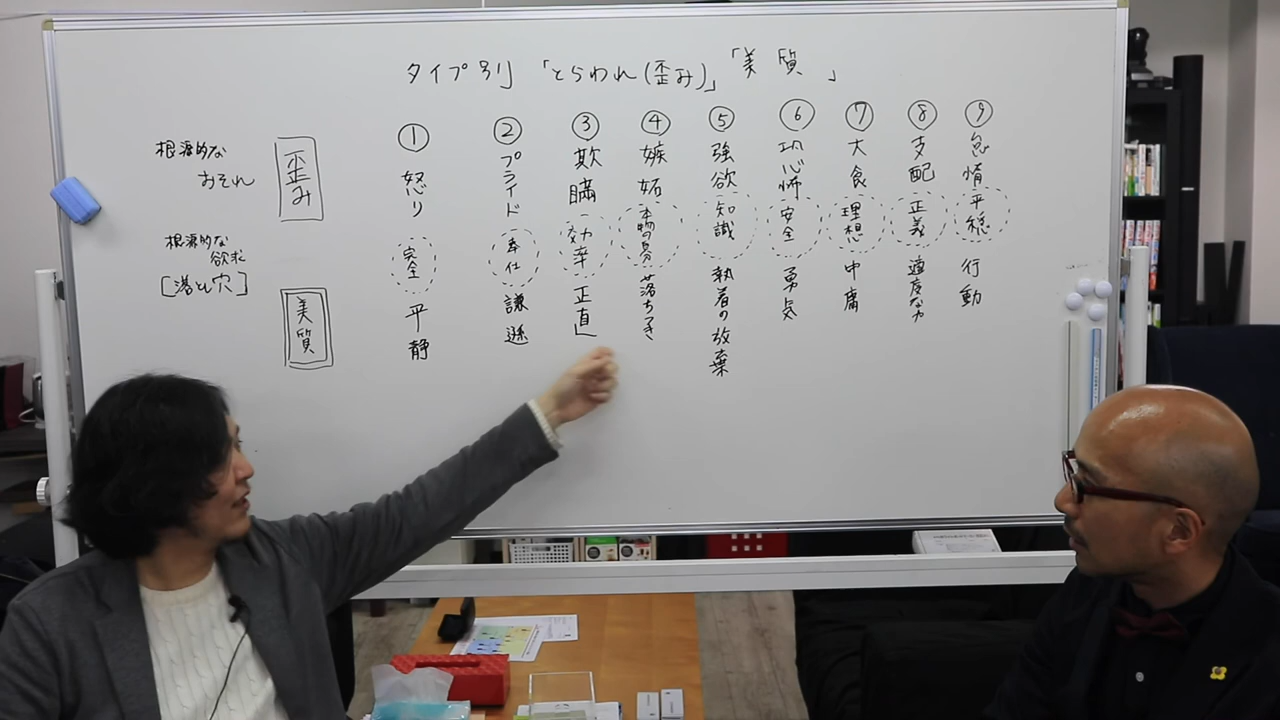 タイプ別「とらわれ(歪み)」「美質」
根源的な
おそれ
歪み
根源的な
欲求
[落とし穴]
美質
①
怒り
完全
平静
②
プライド
奉仕
謙遜
③
欺瞞
効率
正直
④
嫉妬
本物の自分
落ちつき
⑤
強欲
知識
執着の放棄
⑥
恐怖
安全
勇気
⑦
大食
理想
中庸
⑧
支配
正義
適度な力
⑨
怠惰
平穏
行動